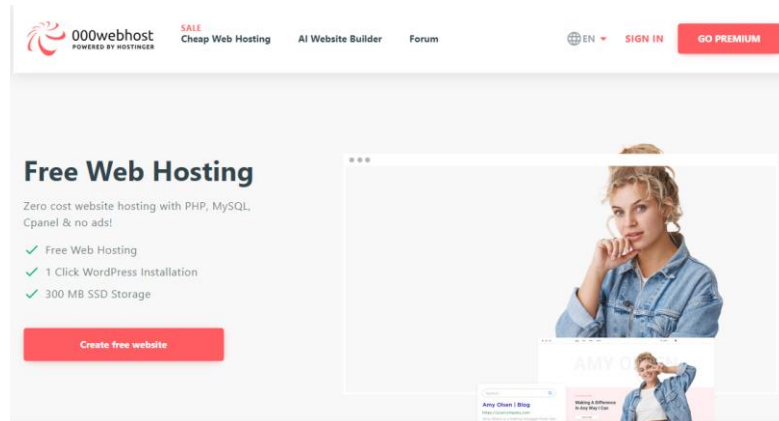 000webhost
POWERED BY HOSTINGER
SALE
Cheap Web Hosting
AI Website Builder
Forum
EN
SIGN IN
GO PREMIUM
Free Web Hosting
Zero cost website hosting with PHP, MySQL,
Cpanel & no ads!
Free Web Hosting
1 Click WordPress Installation
300 MB SSD Storage
Create free website
Amy Olsen | Blog
Making A Difference
In Any Way I Can